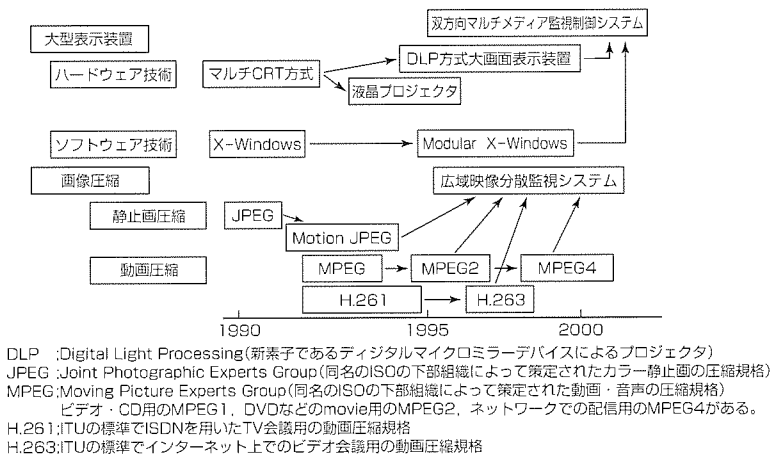 双方向マルチメディア監視制御システム
大型表示装置
ハードウェア技術
マルチCRT方式
DLP方式大画面表示装置
液晶プロジェクタ
ソフトウェア技術
X-Windows
Modular X-Windows
画像圧縮
広域映像分散監視システム
静止画圧縮
JPEG
Motion JPEG
動画圧縮
MPEG
MPEG2
MPEG4
H.261
H.263
1990
1995
2000
DLP ;Digital Light Processing(新素子であるディジタルマイクロミラーデバイスによるプロジェクタ)
JPEG ;Joint Photographic Experts Group(同名のISOの下部組織によって策定されたカラー静止画の圧縮規格)
MPEG;Moving Picture Experts Group(同名のISOの下部組織によって策定された動画・音声の圧縮規格)
ビデオ・CD用のMPEG1，DVDなどのmovie用のMPEG2，ネットワークでの配信用のMPEG4がある。
H.261;ITUの標準でISDNを用いたTV会議用の動画圧縮規格
H.263;ITUの標準でインターネット上でのビデオ会議用の動画圧縮規格